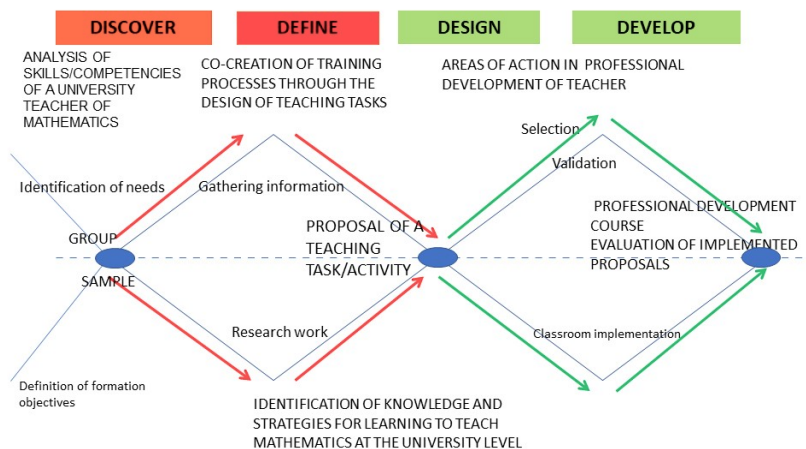 DISCOVER
DEFINE
DESIGN
DEVELOP
ANALYSIS OF
SKILLS/COMPETENCIES
OF A UNIVERSITY
TEACHER OF
MATHEMATICS
CO-CREATION OF TRAINING
PROCESSES THROUGH THE
DESIGN OF TEACHING TASKS
AREAS OF ACTION IN PROFESSIONAL
DEVELOPMENT OF TEACHER
Selection
Validation
Identification of needs
Gathering information
GROUP
SAMPLE
PROPOSAL OF A
TEACHING
TASK/ACTIVITY
PROFESSIONAL DEVELOPMENT
COURSE
EVALUATION OF IMPLEMENTED
PROPOSALS
Research work
Classroom implementation
Definition of formation
objectives
IDENTIFICATION OF KNOWLEDGE AND
STRATEGIES FOR LEARNING TO TEACH
MATHEMATICS AT THE UNIVERSITY LEVEL